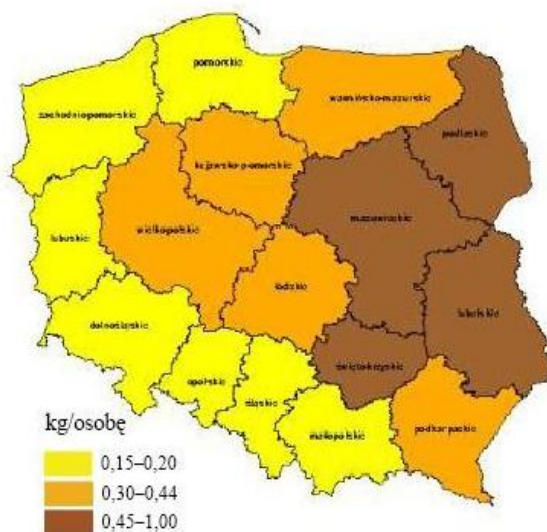 pomorskie
zachodniopomorskie
warmińsko-mazurskie
podlaskie
kujawsko-pomorskie
mazowieckie
lubuskie
wielkopolskie
łódzkie
lubelskie
dolnośląskie
opolskie
śląskie
świętokrzyskie
małopolskie
podkarpackie
kg/osobę
0,15–0,20
0,30–0,44
0,45–1,00